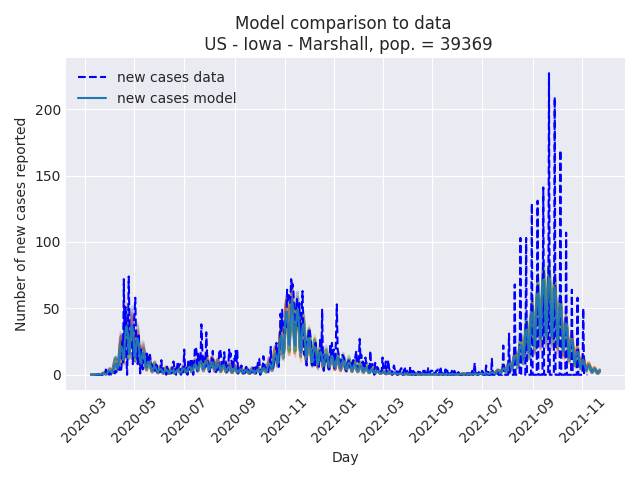 Model comparison to data
US - Iowa - Marshall, pop. = 39369
new cases data
new cases model
Number of new cases reported
200
150
100
50
0
2020-03
2020-05
2020-07
2020-09
2020-11
2021-01
2021-03
2021-05
2021-07
2021-09
2021-11
Day